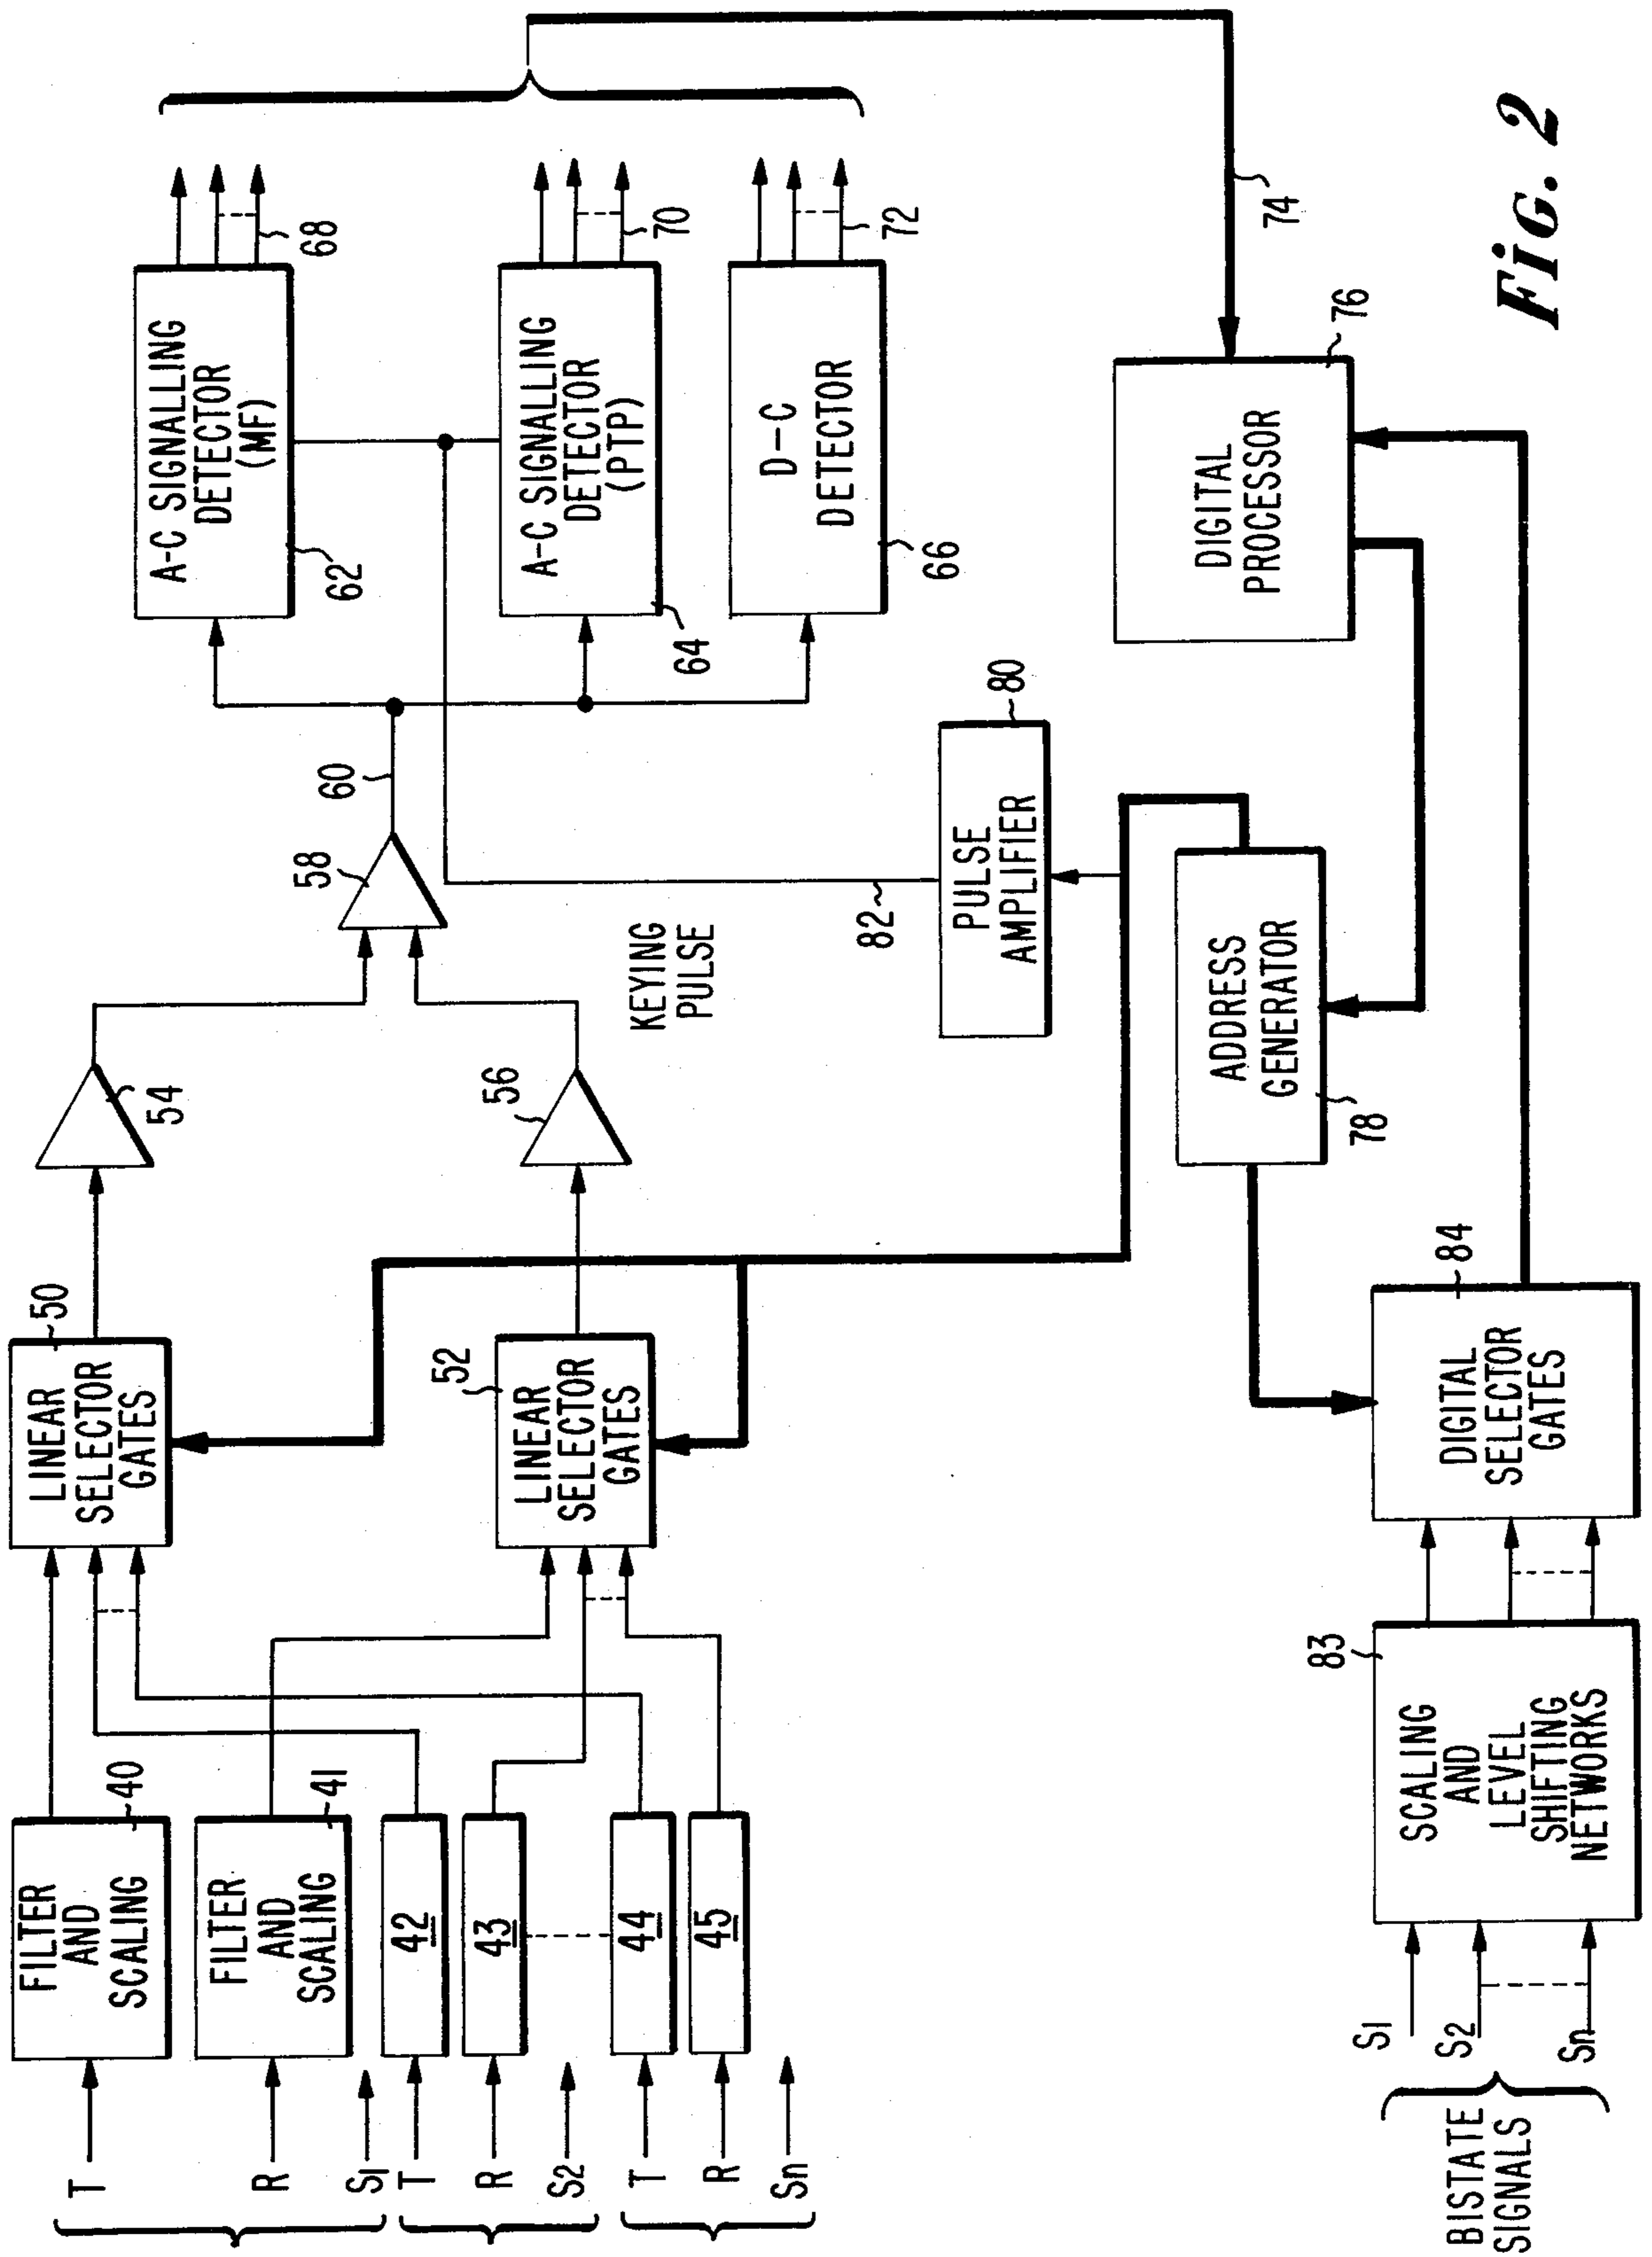 T
R
S1
T
R
S2
T
R
Sn
FILTER
AND
SCALING
40
FILTER
AND
SCALING
41
42
43
44
45
LINEAR
SELECTOR
GATES
50
LINEAR
SELECTOR
GATES
52
54
56
58
60
A-C SIGNALLING
DETECTOR
(MF)
62
A-C SIGNALLING
DETECTOR
(PTP)
64
D-C
DETECTOR
66
68
70
72
74
KEYING
PULSE
82
PULSE
AMPLIFIER
80
DIGITAL
PROCESSOR
76
ADDRESS
GENERATOR
78
BISTATE
SIGNALS
S1
S2
Sn
SCALING
AND
LEVEL
SHIFTING
NETWORKS
83
DIGITAL
SELECTOR
GATES
84
FIG. 2